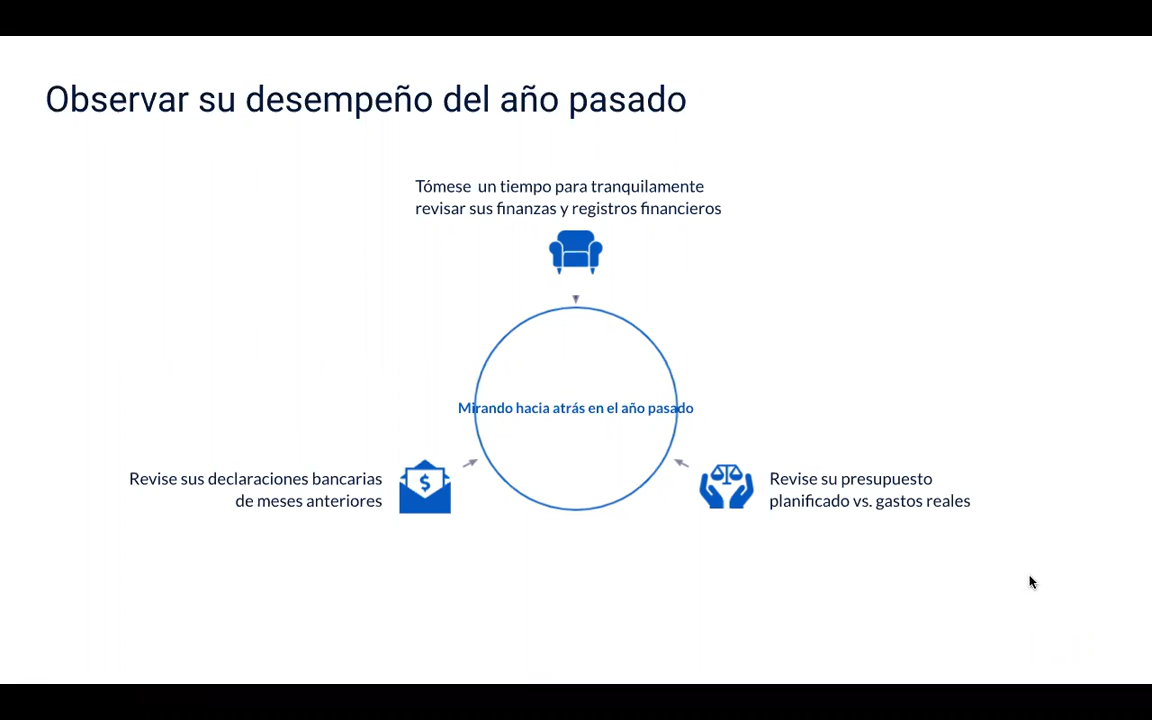 Observar su desempeño del año pasado
Tómese un tiempo para tranquilamente
revisar sus finanzas y registros financieros
Mirando hacia atrás en el año pasado
Revise sus declaraciones bancarias
de meses anteriores
$
Revise su presupuesto
planificado vs. gastos reales